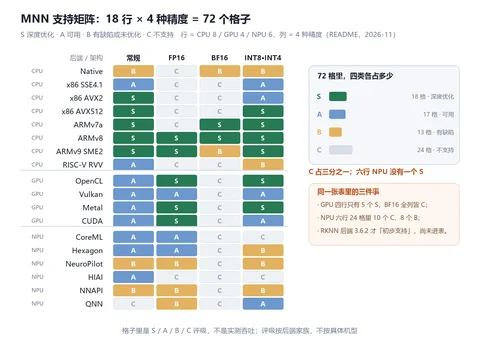 MNN 支持矩阵：18 行 × 4 种精度 = 72 个格子
S 深度优化 · A 可用 · B 有缺陷或未优化 · C 不支持 行 = CPU 8 / GPU 4 / NPU 6，列 = 4 种精度（README，2026-11）
后端 / 架构 常规 FP16 BF16 INT8·INT4
CPU Native B C B B
CPU x86 SSE4.1 A C C A
CPU x86 AVX2 S C C A
CPU x86 AVX512 S C C S
CPU ARMv7a S C S S
CPU ARMv8 S S S S
CPU ARMv9 SME2 S S B S
CPU RISC-V RVV A C C B
GPU OpenCL A S C S
GPU Vulkan A A C A
GPU Metal A S C S
GPU CUDA A S C A
NPU CoreML A A C C
NPU Hexagon A A C B
NPU NeuroPilot B B C B
NPU HIAI A C C C
NPU NNAPI B B C B
NPU QNN C B C A
72 格里，四类各占多少
S 18 格 · 深度优化
A 17 格 · 可用
B 13 格 · 有缺陷
C 24 格 · 不支持
C 占三分之一；六行 NPU 没有一个 S
同一张表里的三件事
· GPU 四行只有 5 个 S，BF16 全列皆 C；
· NPU 六行 24 格里 10 个 C，8 个 B；
· RKNN 后端 3.6.2 才「初步支持」，尚未进表。
格子里是 S / A / B / C 评级，不是实测吞吐；评级按后端家族，不按具体机型